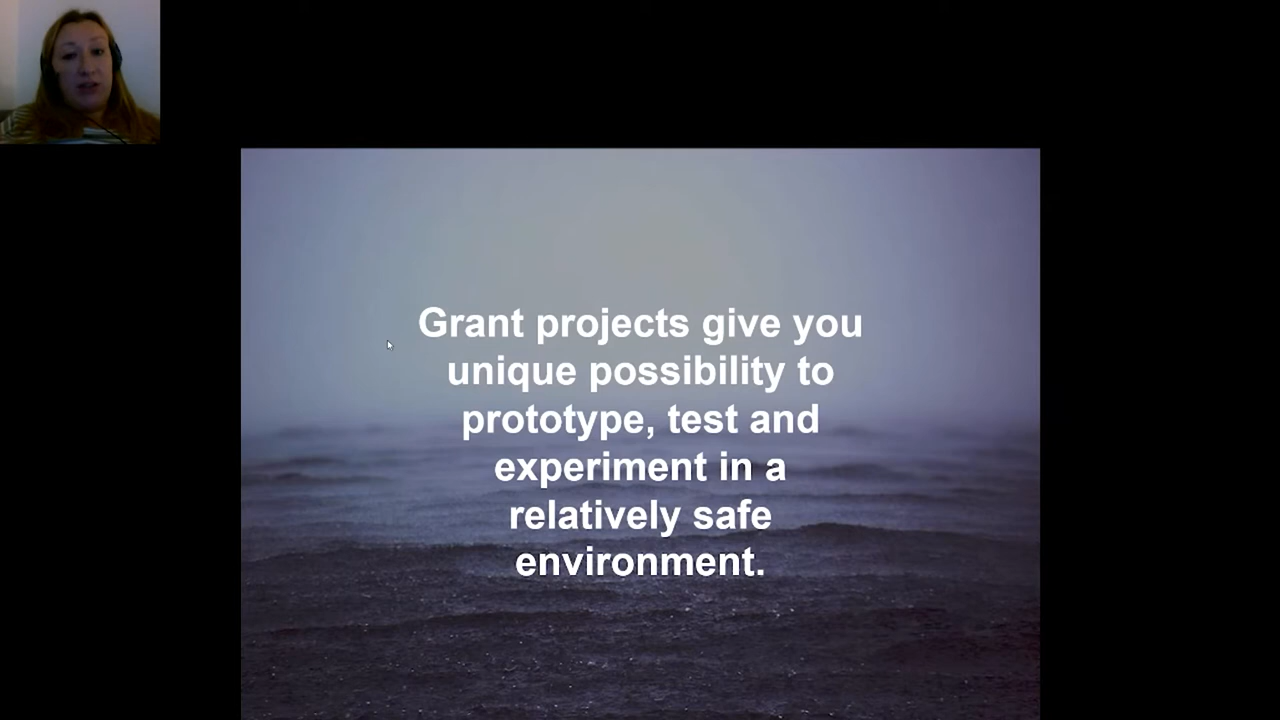 Grant projects give you
unique possibility to
prototype, test and
experiment in a
relatively safe
environment.